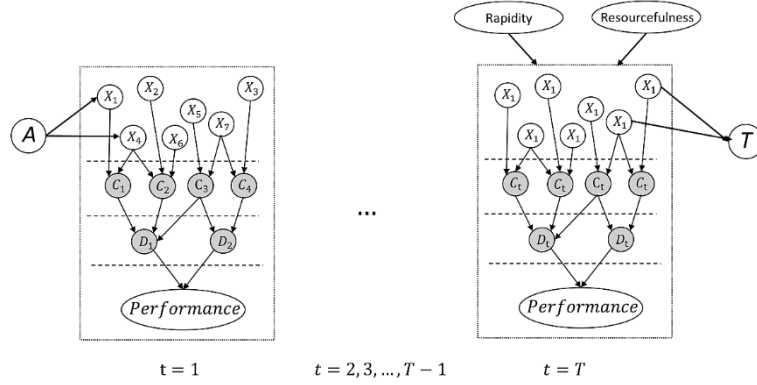 Rapidity
Resourcefulness
A
X₁
X₂
X₃
X₄
X₅
X₆
X₇
C₁
C₂
C₃
C₄
D₁
D₂
Performance
...
X₁
X₁
X₁
X₁
X₁
X₁
X₁
T
Cₜ
Cₜ
Cₜ
Cₜ
Dₜ
Dₜ
Performance
t = 1
t = 2, 3, ..., T − 1
t = T